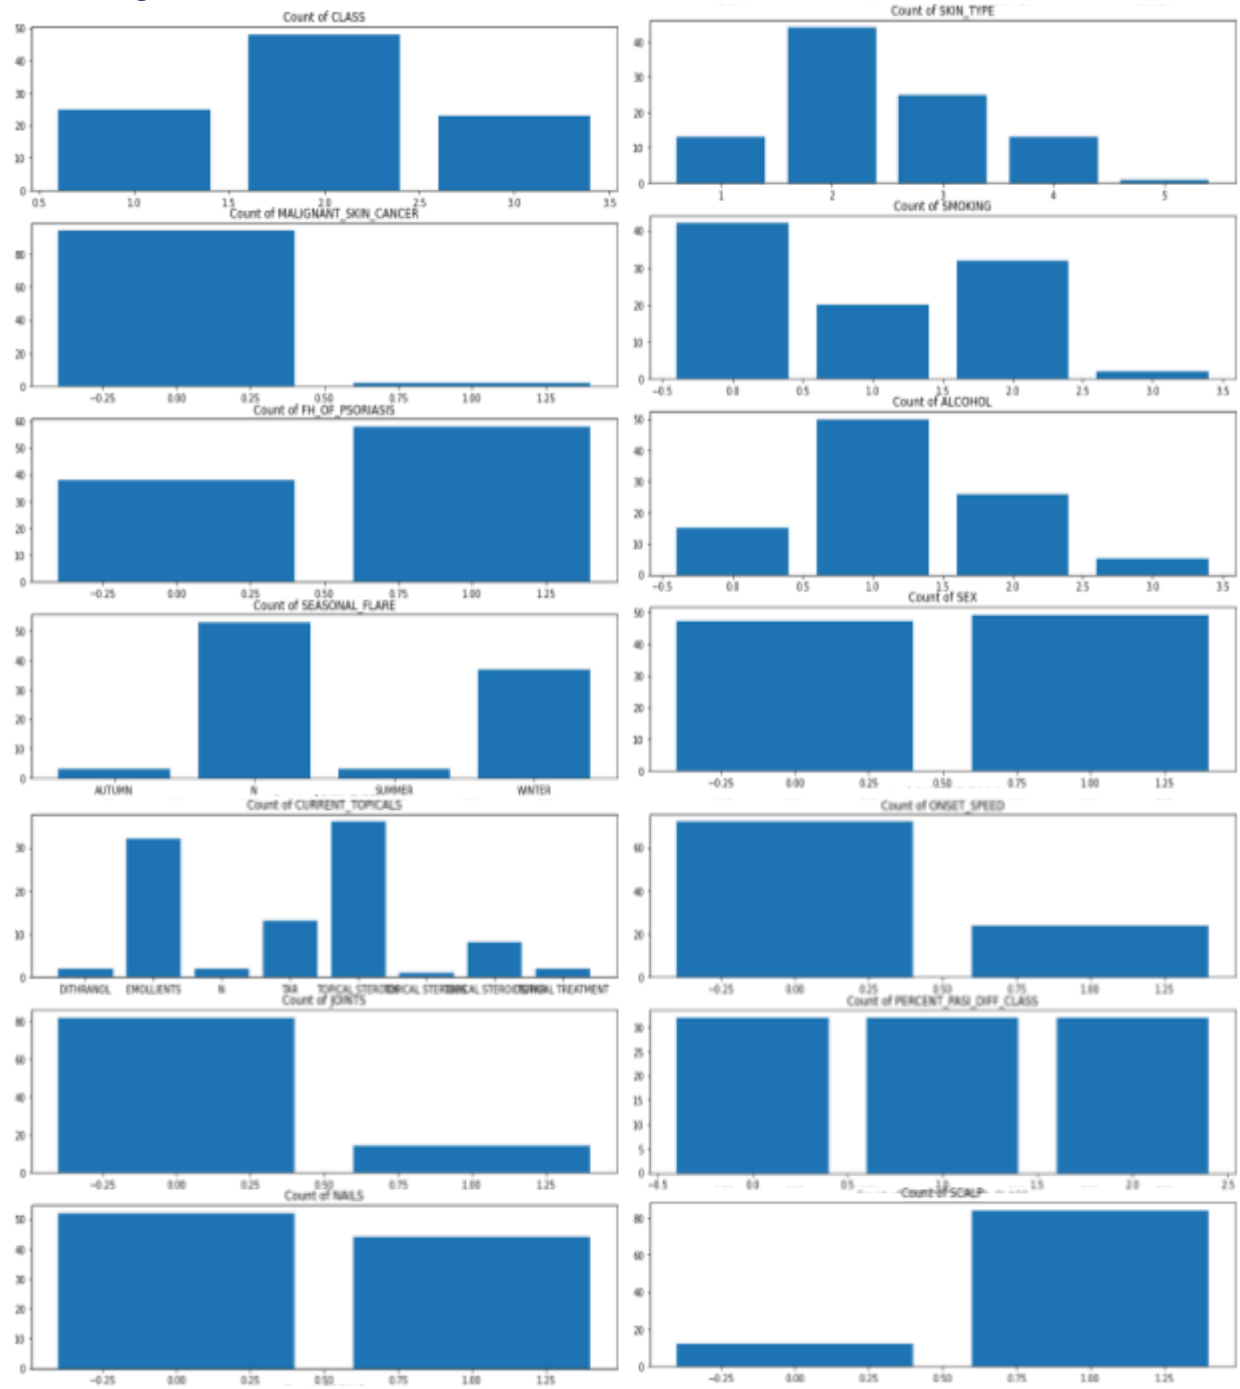 Count of CLASS
50
40
30
20
10
0
0.5 1.0 1.5 2.0 2.5 3.0 3.5
Count of SKIN_TYPE
40
30
20
10
0
1 2 3 4 5
Count of MALIGNANT_SKIN_CANCER
80
60
40
20
0
−0.25 0.00 0.25 0.50 0.75 1.00 1.25
Count of SMOKING
40
30
20
10
0
−0.5 0.0 0.5 1.0 1.5 2.0 2.5 3.0 3.5
Count of FH_OF_PSORIASIS
60
50
40
30
20
10
0
−0.25 0.00 0.25 0.50 0.75 1.00 1.25
Count of ALCOHOL
50
40
30
20
10
0
−0.5 0.0 0.5 1.0 1.5 2.0 2.5 3.0 3.5
Count of SEASONAL_FLARE
50
40
30
20
10
0
AUTUMN N SUMMER WINTER
Count of SEX
50
40
30
20
10
0
−0.25 0.00 0.25 0.50 0.75 1.00 1.25
Count of CURRENT_TOPICALS
30
20
10
0
DITHRANOL EMOLLIENTS N TAR TREATMENT
Count of ONSET_SPEED
60
40
20
0
−0.25 0.00 0.25 0.50 0.75 1.00 1.25
Count of JOINTS
80
60
40
20
0
−0.25 0.00 0.25 0.50 0.75 1.00 1.25
Count of PERCENT_PASI_DIFF_CLASS
30
25
20
15
10
5
0
−0.5 0.0 0.5 1.0 1.5 2.0 2.5
Count of NAILS
50
40
30
20
10
0
−0.25 0.00 0.25 0.50 0.75 1.00 1.25
Count of SCALP
80
60
40
20
0
−0.25 0.00 0.25 0.50 0.75 1.00 1.25